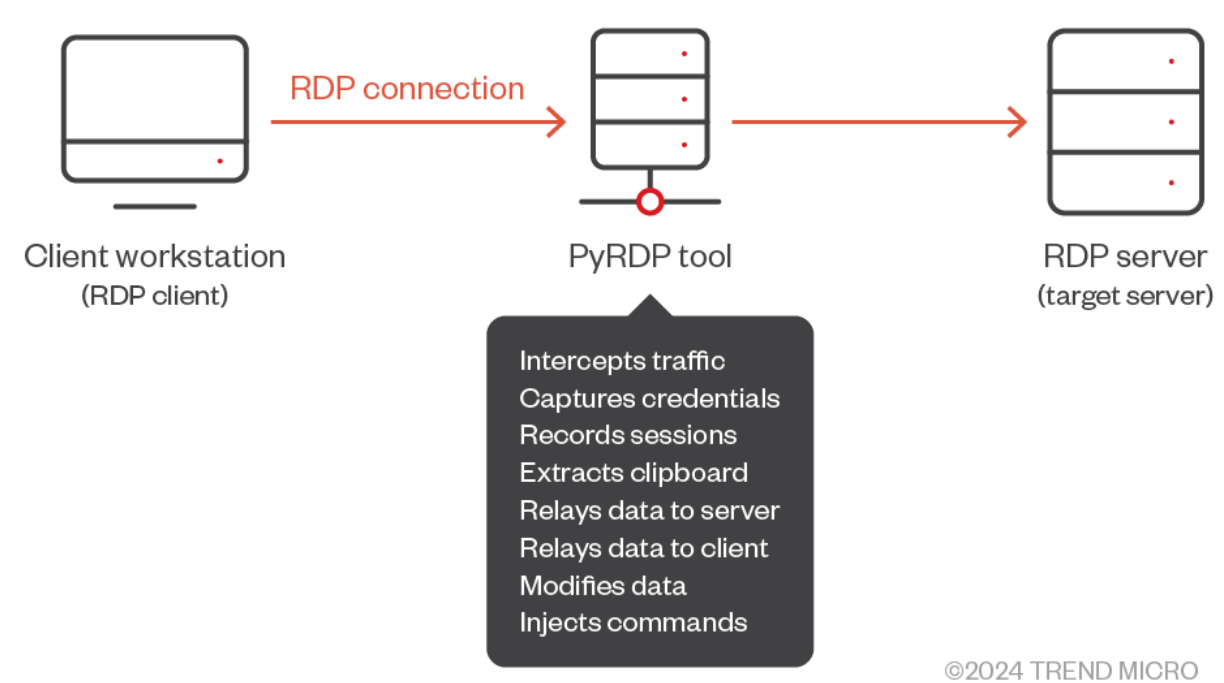 RDP connection
Client workstation
(RDP client)
PyRDP tool
RDP server
(target server)
Intercepts traffic
Captures credentials
Records sessions
Extracts clipboard
Relays data to server
Relays data to client
Modifies data
Injects commands
©2024 TREND MICRO